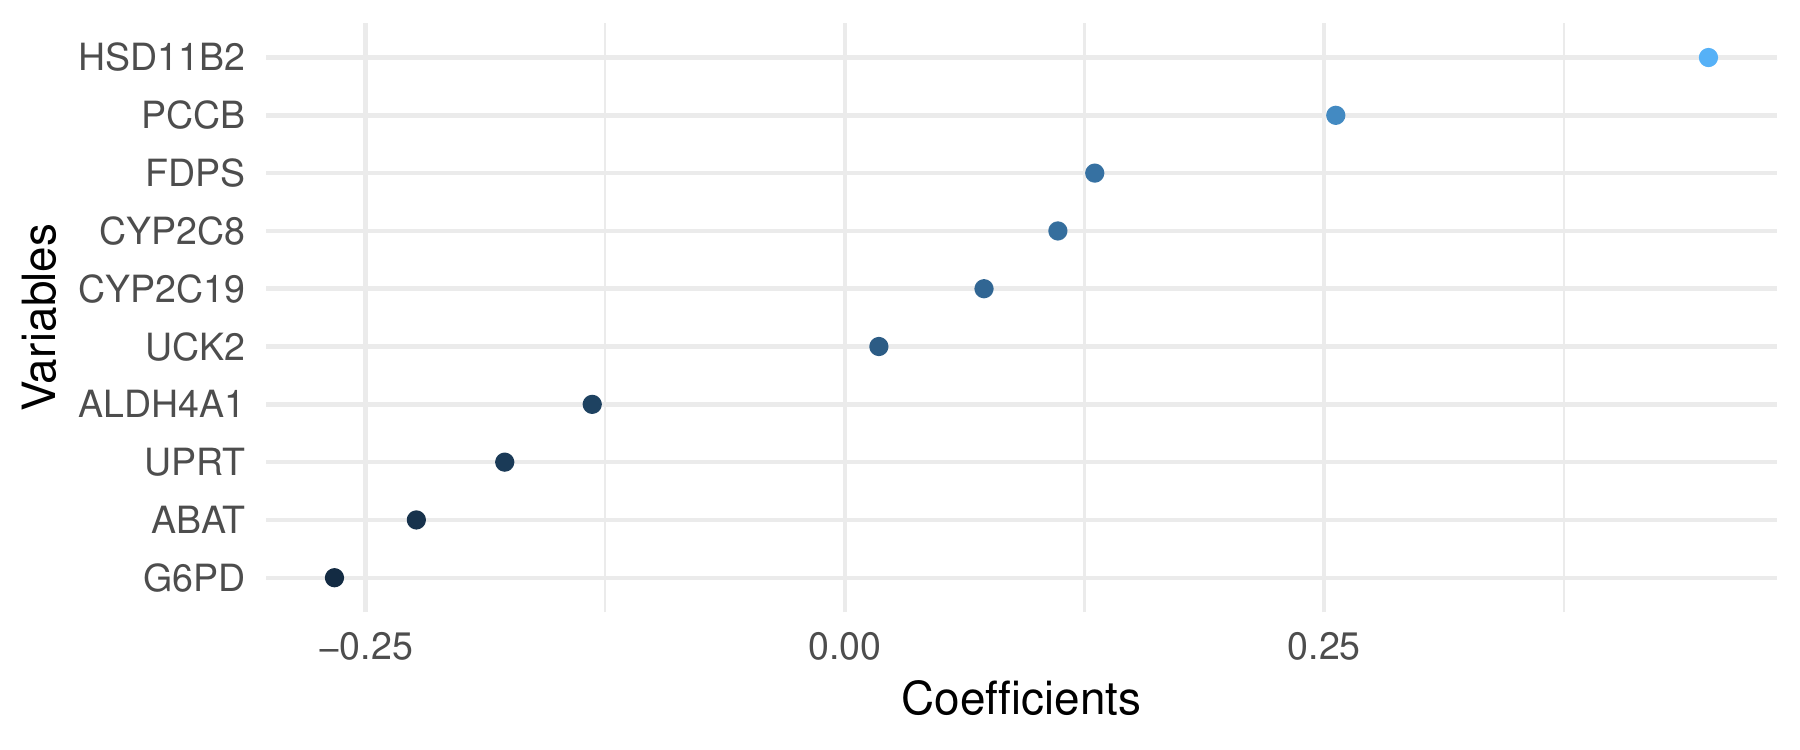 HSD11B2
PCCB
FDPS
CYP2C8
CYP2C19
UCK2
ALDH4A1
UPRT
ABAT
G6PD
Variables
−0.25 0.00 0.25
Coefficients